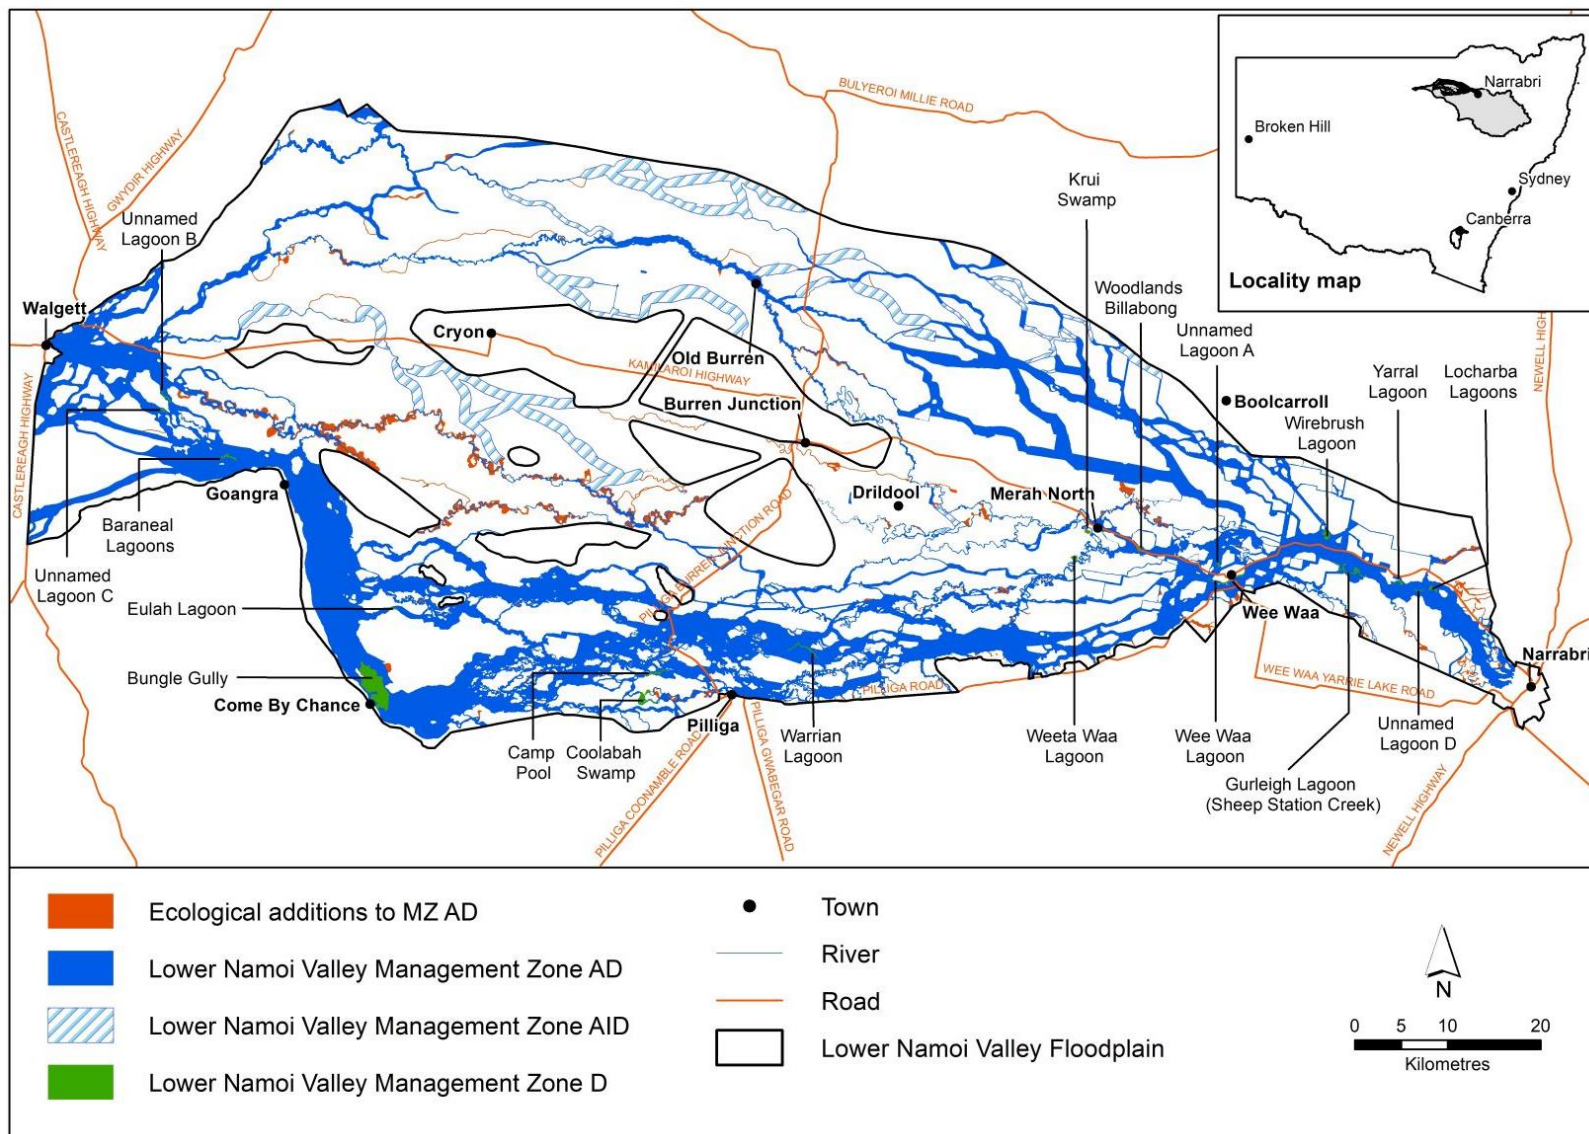 BULYEROI MILLIE ROAD
CASTLEREAGH HIGHWAY
GWYDIR HIGHWAY
Narrabri
Broken Hill
Sydney
Canberra
Locality map
Krui
Swamp
Unnamed
Lagoon B
Woodlands
Billabong
Unnamed
Lagoon A
Yarral
Lagoon
Locharba
Lagoons
NEWELL HIGH
Walgett
Cryon
Old Burren
KAMILAROI HIGHWAY
Burren Junction
Boolcarroll
Wirebrush
Lagoon
CASTLEREAGH HIGHWAY
Goangra
Drildool
Merah North
Baraneal
Lagoons
PILLIGA BURREN JUNCTION ROAD
Unnamed
Lagoon C
Eulah Lagoon
Wee Waa
Bungle Gully
Come By Chance
Narrabri
WEE WAA YARRIE LAKE ROAD
PILLIGA ROAD
Camp
Pool
Coolabah
Swamp
Pilliga
Warrian
Lagoon
Weeta Waa
Lagoon
Wee Waa
Lagoon
Unnamed
Lagoon D
Gurleigh Lagoon
(Sheep Station Creek)
PILLIGA COONAMBLE ROAD
PILLIGA GWABEGAR ROAD
NEWELL HIGHWAY
Ecological additions to MZ AD
Lower Namoi Valley Management Zone AD
Lower Namoi Valley Management Zone AID
Lower Namoi Valley Management Zone D
Town
River
Road
Lower Namoi Valley Floodplain
N
0 5 10 20
Kilometres